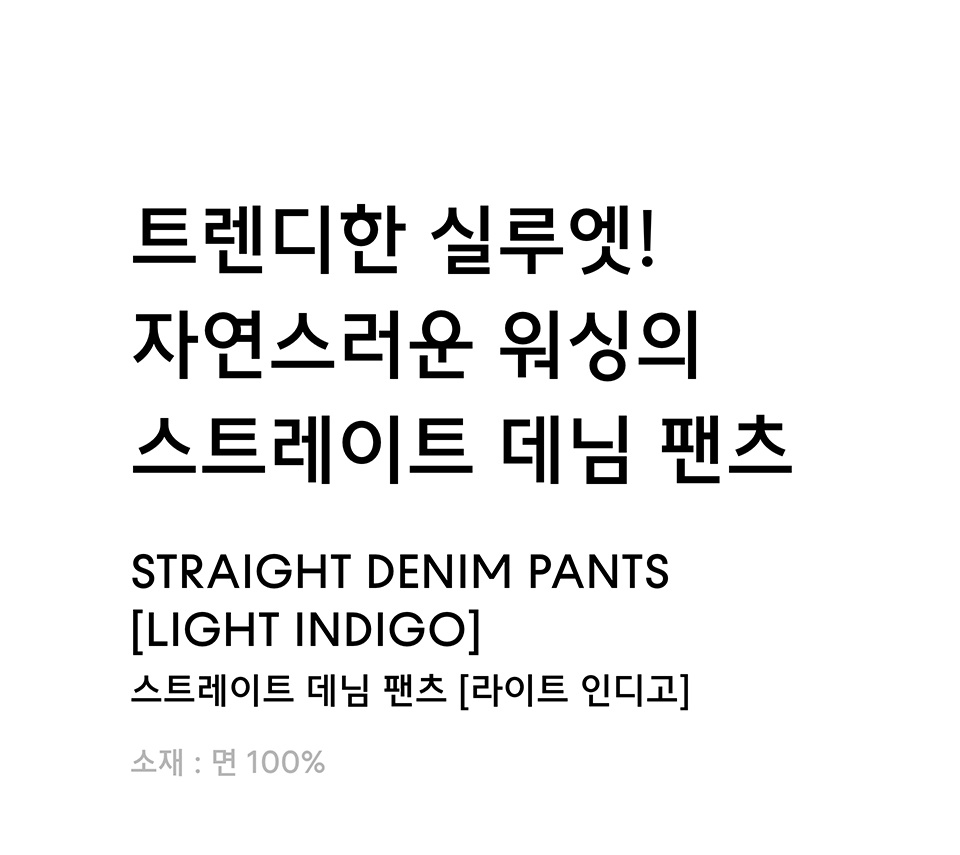 트렌디한 실루엣!
자연스러운 워싱의
스트레이트 데님 팬츠
STRAIGHT DENIM PANTS
[LIGHT INDIGO]
스트레이트 데님 팬츠 [라이트 인디고]
소재 : 면 100%